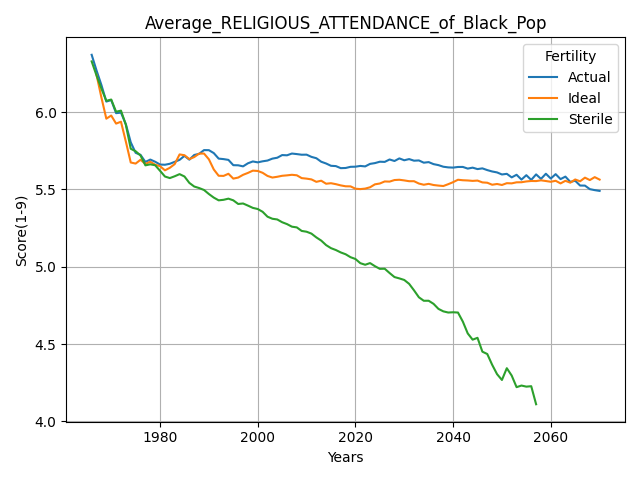 Average_RELIGIOUS_ATTENDANCE_of_Black_Pop
Fertility
Actual
Ideal
Sterile
Score(1-9)
6.0
5.5
5.0
4.5
4.0
1980 2000 2020 2040 2060
Years